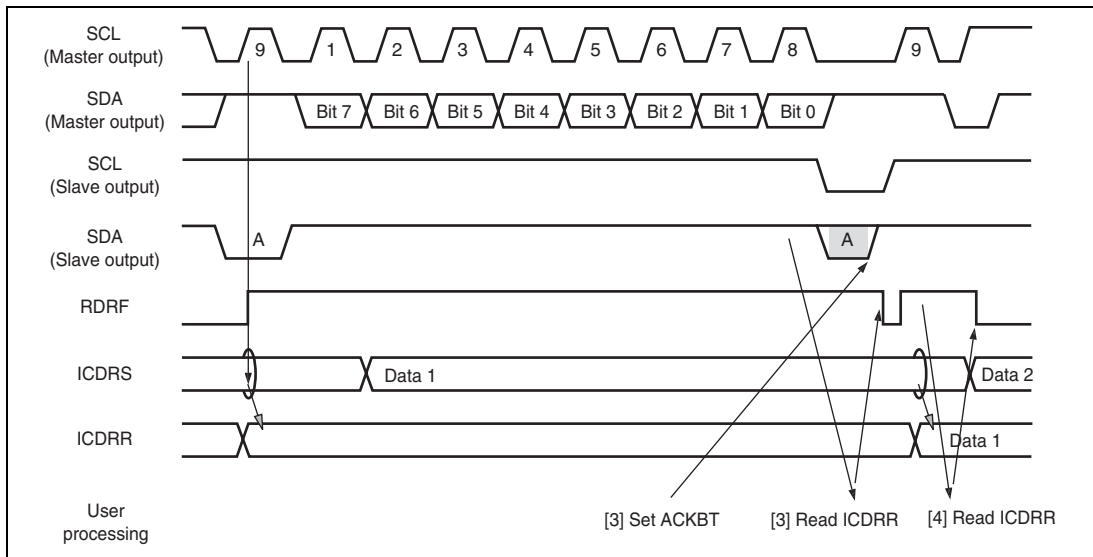 SCL
(Master output)
9 1 2 3 4 5 6 7 8 9
SDA
(Master output)
Bit 7 Bit 6 Bit 5 Bit 4 Bit 3 Bit 2 Bit 1 Bit 0
SCL
(Slave output)
SDA
(Slave output)
A A
RDRF
ICDRS
Data 1 Data 2
ICDRR
Data 1
User
processing
[3] Set ACKBT [3] Read ICDRR [4] Read ICDRR